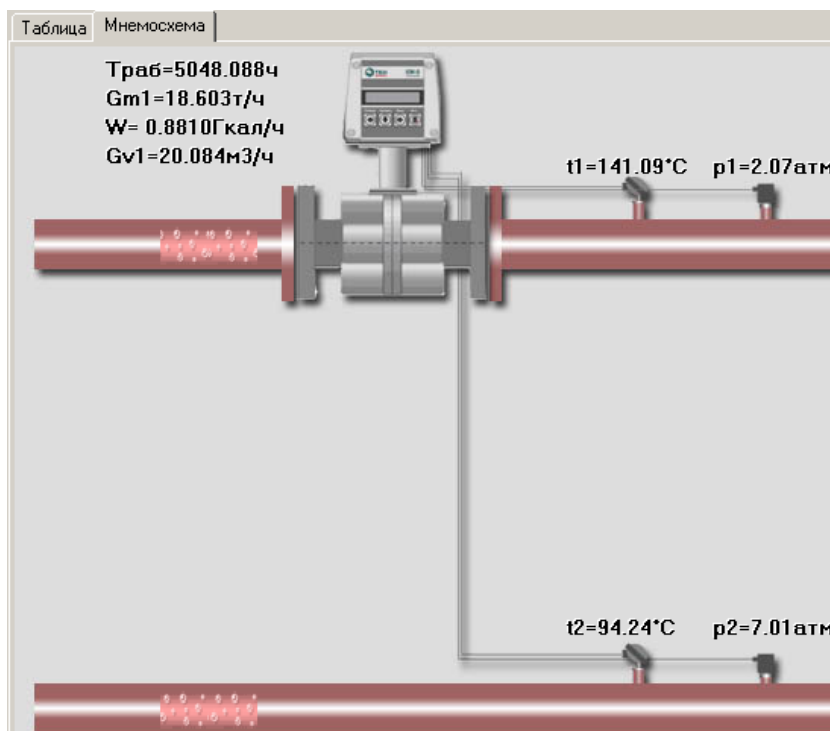 Таблица
Мнемосхема
Tраб=5048.088ч
Gm1=18.603т/ч
W= 0.8810Гкал/ч
Gv1=20.084м3/ч
t1=141.09*C p1=2.07атм
t2=94.24*C p2=7.01атм